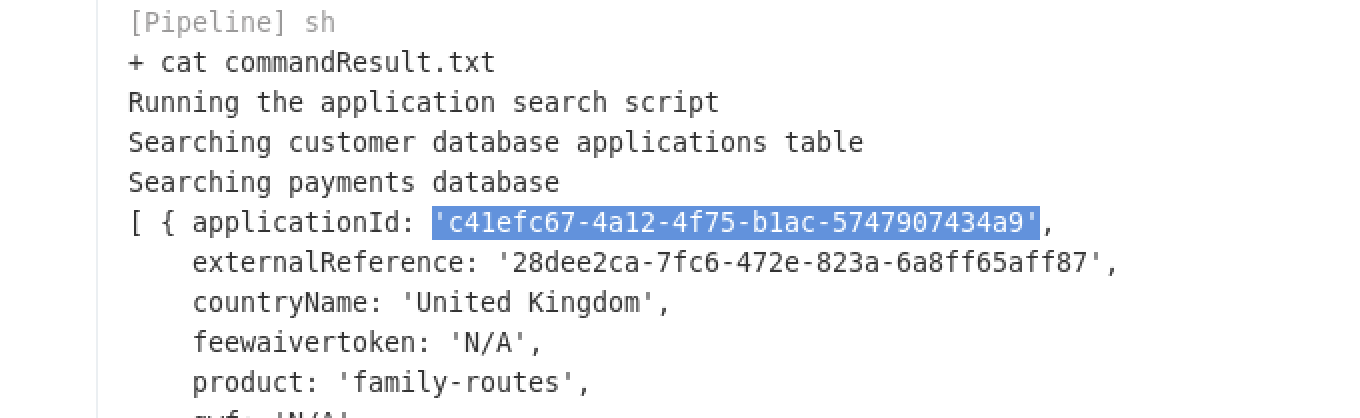 [Pipeline] sh
+ cat commandResult.txt
Running the application search script
Searching customer database applications table
Searching payments database
[ { applicationId: 'c41efc67-4a12-4f75-b1ac-5747907434a9',
externalReference: '28dee2ca-7fc6-472e-823a-6a8ff65aff87',
countryName: 'United Kingdom',
feewaivertoken: 'N/A',
product: 'family-routes',